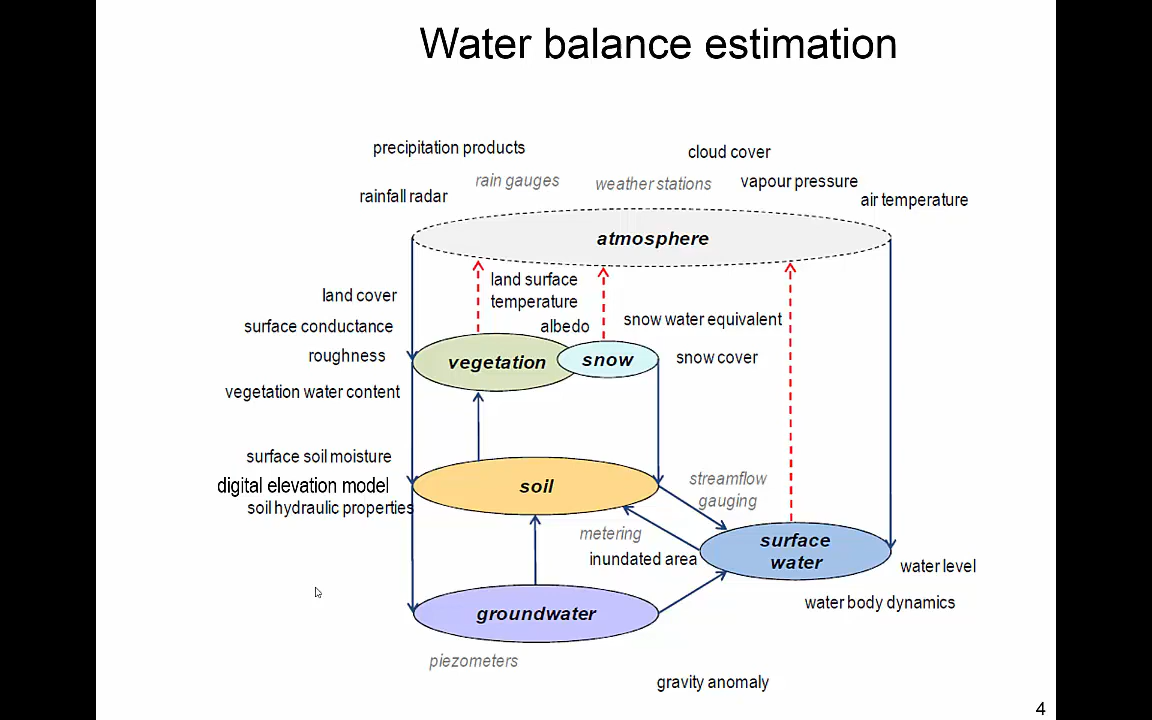 Water balance estimation
precipitation products
cloud cover
rain gauges
weather stations
vapour pressure
rainfall radar
air temperature
atmosphere
land surface
temperature
land cover
albedo
snow water equivalent
surface conductance
roughness
vegetation
snow
snow cover
vegetation water content
surface soil moisture
digital elevation model
soil
streamflow
gauging
soil hydraulic properties
metering
surface
water
inundated area
water level
water body dynamics
groundwater
piezometers
gravity anomaly
4